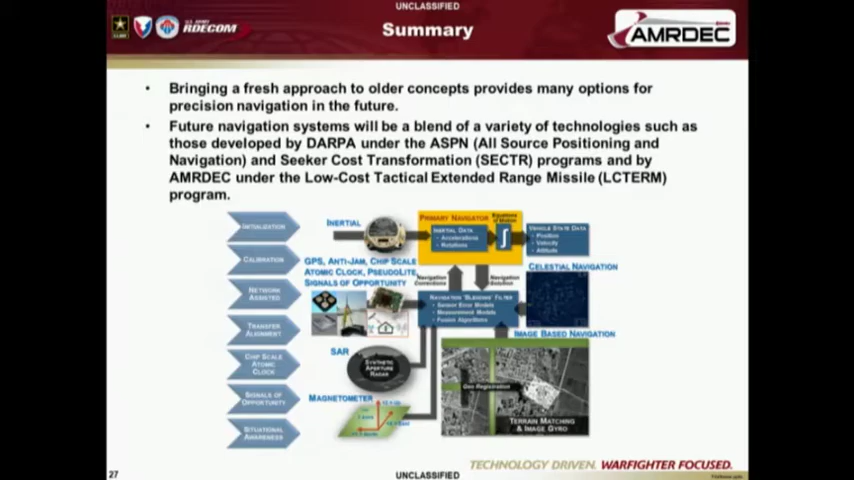 UNCLASSIFIED
U.S. ARMY
RDECOM
Summary
AMRDEC
• Bringing a fresh approach to older concepts provides many options for
precision navigation in the future.
• Future navigation systems will be a blend of a variety of technologies such as
those developed by DARPA under the ASPN (All Source Positioning and
Navigation) and Seeker Cost Transformation (SECTR) programs and by
AMRDEC under the Low-Cost Tactical Extended Range Missile (LCTERM)
program.
INITIALIZATION
CALIBRATION
NETWORK
ASSISTED
TRANSFER
ALIGNMENT
CHIP SCALE
ATOMIC
CLOCK
SIGNALS OF
OPPORTUNITY
SITUATIONAL
AWARENESS
INERTIAL
PRIMARY NAVIGATOR
INERTIAL DATA
• Accelerations
• Rotations
Equations
of Motion
∫
VEHICLE STATE DATA
• Position
• Velocity
• Attitude
GPS, ANTI-JAM, CHIP SCALE
ATOMIC CLOCK, PSEUDOLITE,
SIGNALS OF OPPORTUNITY
Navigation
Corrections
Navigation
Solution
CELESTIAL NAVIGATION
NAVIGATION "BLENDING" FILTER
• Sensor Error Models
• Measurement Models
• Fusion Algorithms
IMAGE BASED NAVIGATION
SAR
SYNTHETIC
APERTURE
RADAR
Geo Registration
MAGNETOMETER
TERRAIN MATCHING
& IMAGE GYRO
TECHNOLOGY DRIVEN. WARFIGHTER FOCUSED.
27
UNCLASSIFIED